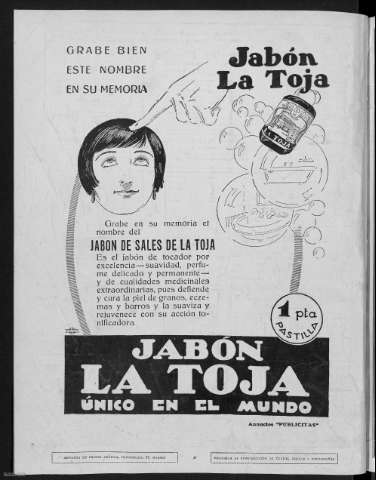 GRABE BIEN
ESTE NOMBRE
EN SU MEMORIA
Jabón
La Toja
LA TOJA
Grabe en su memoria el
nombre del
JABON DE SALES DE LA TOJA
Es el jabón de tocador por
excelencia—suavidad, perfu-
me delicado y permanente—y
de cualidades medicinales
extraordinarias, pues defiende
y cura la piel de granos, ecze-
mas y barros y la suaviza y
rejuvenece con su acción to-
nificadora.
1 pta
PASTILLA
JABÓN
LA TOJA
ÚNICO EN EL MUNDO
Anuncios "PUBLICITAS"